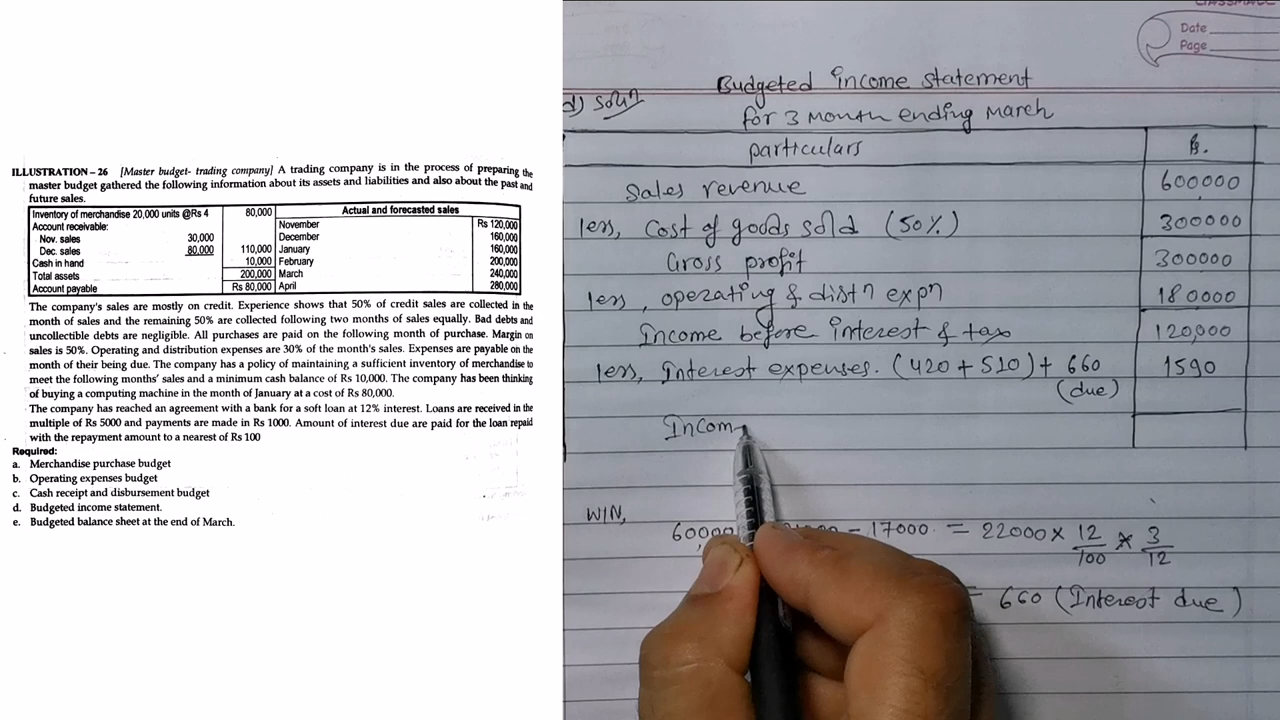 ILLUSTRATION – 26 [Master budget- trading company] A trading company is in the process of preparing the
master budget gathered the following information about its assets and liabilities and also about the past and
future sales.
Inventory of merchandise 20,000 units @Rs 4 80,000 Actual and forecasted sales
Account receivable: November Rs 120,000
Nov. sales 30,000 December 160,000
Dec. sales 80,000 110,000 January 160,000
Cash in hand 10,000 February 200,000
Total assets 200,000 March 240,000
Account payable Rs 80,000 April 280,000
The company's sales are mostly on credit. Experience shows that 50% of credit sales are collected in the
month of sales and the remaining 50% are collected following two months of sales equally. Bad debts and
uncollectible debts are negligible. All purchases are paid on the following month of purchase. Margin on
sales is 50%. Operating and distribution expenses are 30% of the month's sales. Expenses are payable on the
month of their being due. The company has a policy of maintaining a sufficient inventory of merchandise to
meet the following months' sales and a minimum cash balance of Rs 10,000. The company has been thinking
of buying a computing machine in the month of January at a cost of Rs 80,000.
The company has reached an agreement with a bank for a soft loan at 12% interest. Loans are received in the
multiple of Rs 5000 and payments are made in Rs 1000. Amount of interest due are paid for the loan repaid
with the repayment amount to a nearest of Rs 100
Required:
a. Merchandise purchase budget
b. Operating expenses budget
c. Cash receipt and disbursement budget
d. Budgeted income statement.
e. Budgeted balance sheet at the end of March.
Date
Page
Budgeted income statement
d) Solⁿ
for 3 month ending March
particulars Rs.
Sales revenue 600000
less, Cost of goods sold (50%) 300000
Gross profit 300000
less, operating & distⁿ expⁿ 180000
Income before interest & tax 120,000
less, Interest expenses. (420 + 510) + 660 1590
(due)
Incom
WIN,
60000 - 17000 = 22000 × 12/100 × 3/12
= 660 (Interest due)